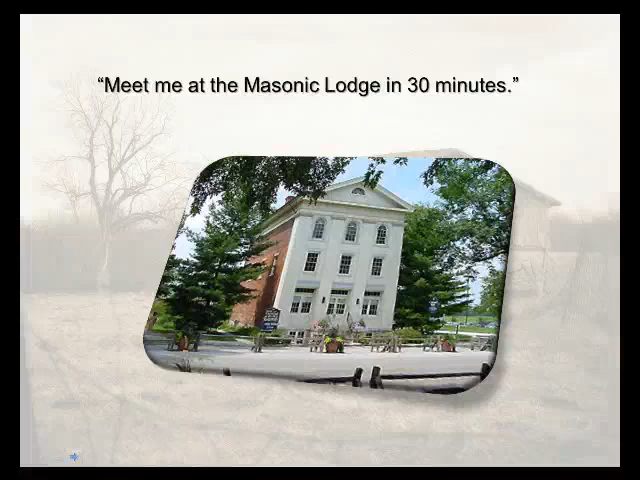 “Meet me at the Masonic Lodge in 30 minutes.”